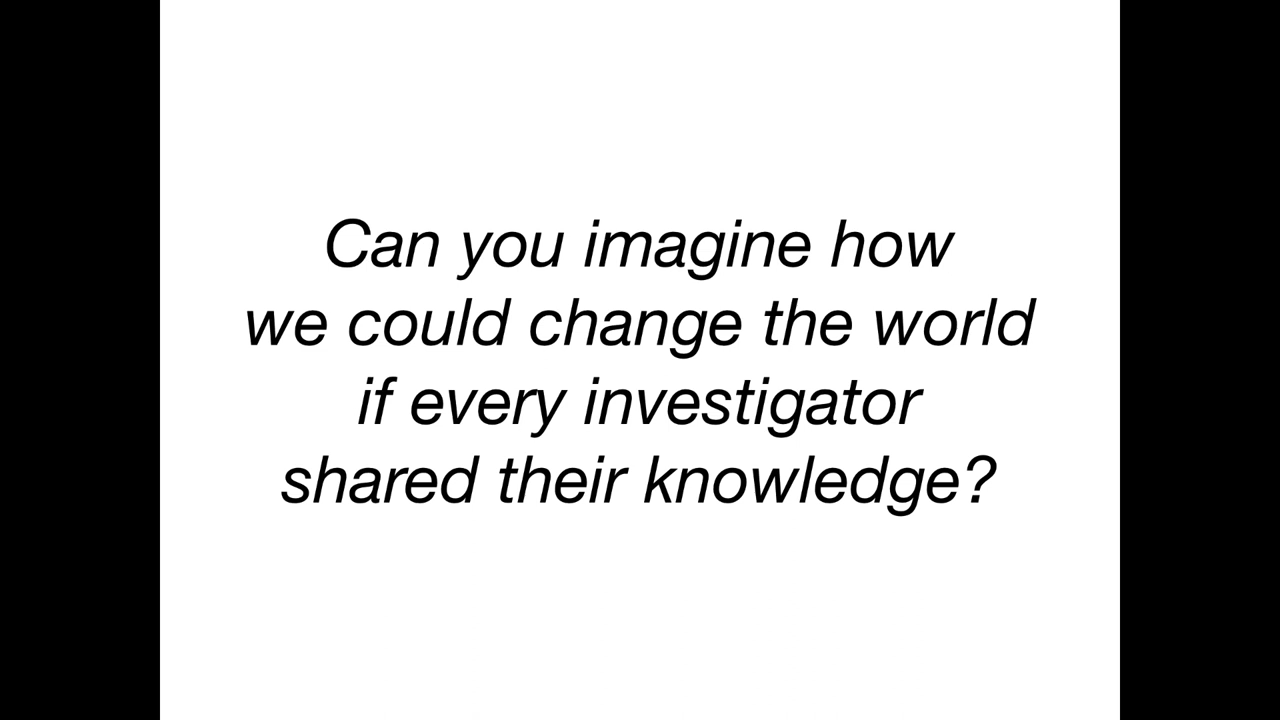 Can you imagine how
we could change the world
if every investigator
shared their knowledge?